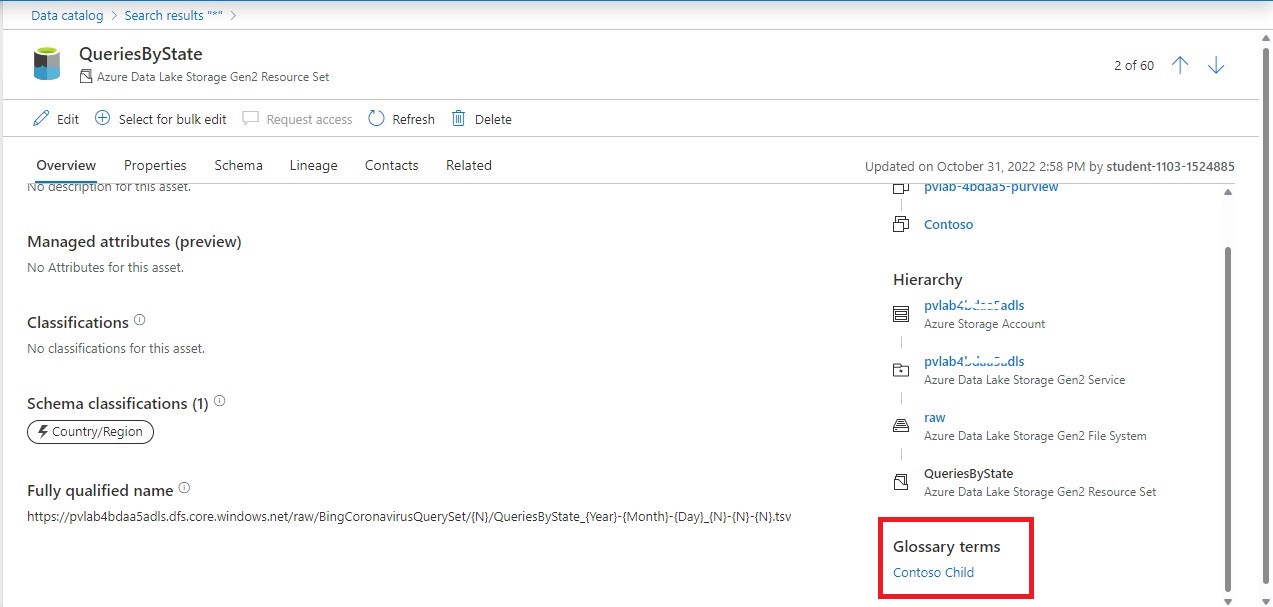 Data catalog > Search results "*" >
QueriesByState
Azure Data Lake Storage Gen2 Resource Set
2 of 60
Edit Select for bulk edit Request access Refresh Delete
Overview Properties Schema Lineage Contacts Related
Updated on October 31, 2022 2:58 PM by student-1103-1524885
No description for this asset.
Managed attributes (preview)
No Attributes for this asset.
Classifications
No classifications for this asset.
Schema classifications (1)
Country/Region
Fully qualified name
https://pvlab4bdaa5adls.dfs.core.windows.net/raw/BingCoronavirusQuerySet/{N}/QueriesByState_{Year}-{Month}-{Day}_{N}-{N}-{N}.tsv
pvlab-4bdaa5-purview
Contoso
Hierarchy
pvlab4bdaa5adls
Azure Storage Account
pvlab4bdaa5adls
Azure Data Lake Storage Gen2 Service
raw
Azure Data Lake Storage Gen2 File System
QueriesByState
Azure Data Lake Storage Gen2 Resource Set
Glossary terms
Contoso Child